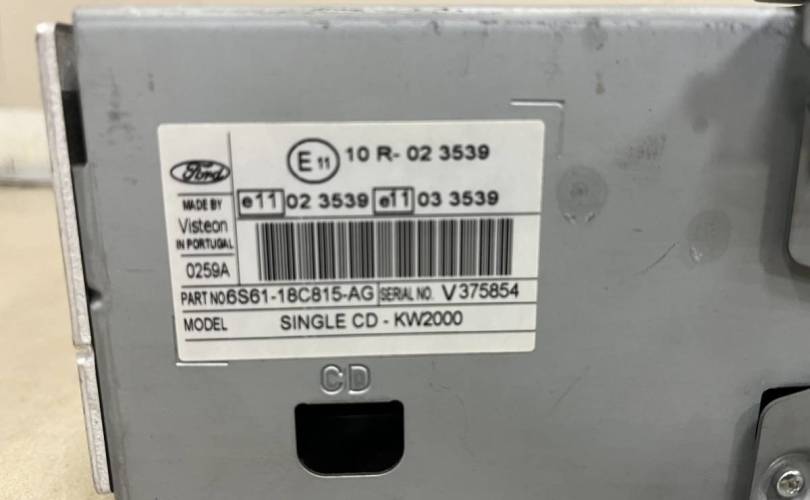 Ford
E 11 10 R- 02 3539
MADE BY
Visteon
IN PORTUGAL
e11 02 3539 e11 03 3539
0259A
PART NO 6S61-18C815-AG SERIAL NO. V375854
MODEL SINGLE CD - KW2000
CD